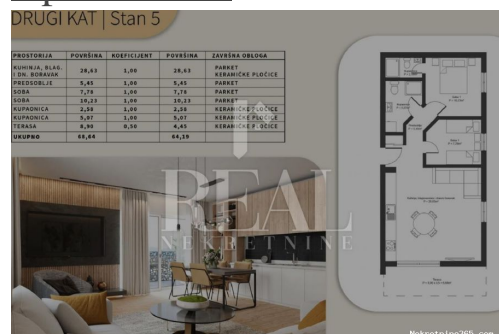 DRUGI KAT | Stan 5
PROSTORIJA POVRŠINA KOEFICIJENT POVRŠINA ZAVRŠNA OBLOGA
KUHINJA, BLAG. I DN. BORAVAK 28,63 1,00 28,63 PARKET KERAMIČKE PLOČICE
PREDSOBLJE 5,45 1,00 5,45 PARKET
SOBA 7,78 1,00 7,78 PARKET
SOBA 10,23 1,00 10,23 PARKET
KUPAONICA 2,58 1,00 2,58 KERAMIČKE PLOČICE
KUPAONICA 5,07 1,00 5,07 KERAMIČKE PLOČICE
TERASA 8,90 0,50 4,45 KERAMIČKE PLOČICE
UKUPNO 64,19
REAL
NEKRETNINE
Nekretnine365.com